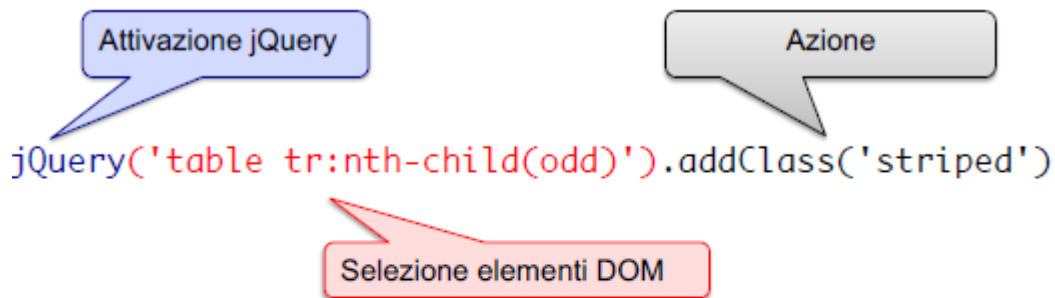 Attivazione jQuery
Azione
jQuery('table tr:nth-child(odd)').addClass('striped')
Selezione elementi DOM